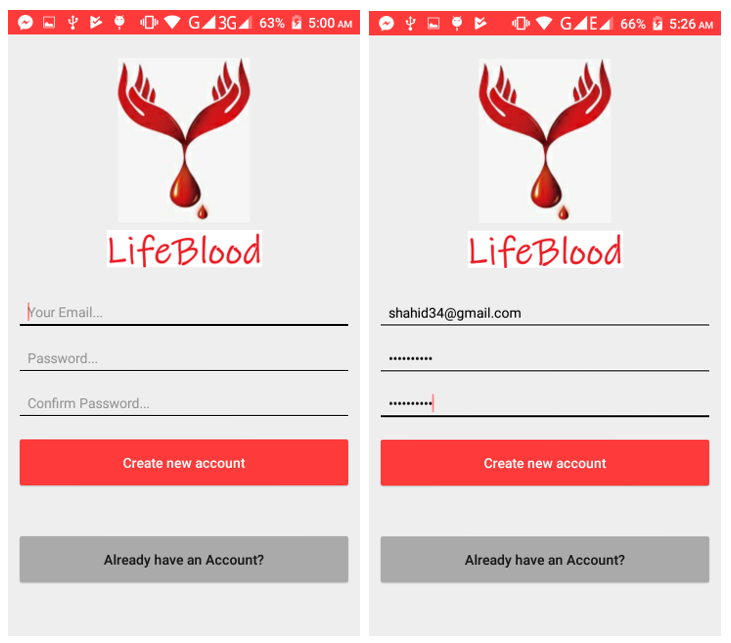 G 3G 63% 5:00 AM
LifeBlood
Your Email...
Password...
Confirm Password...
Create new account
Already have an Account?
G E 66% 5:26 AM
LifeBlood
shahid34@gmail.com
••••••••••
••••••••••
Create new account
Already have an Account?